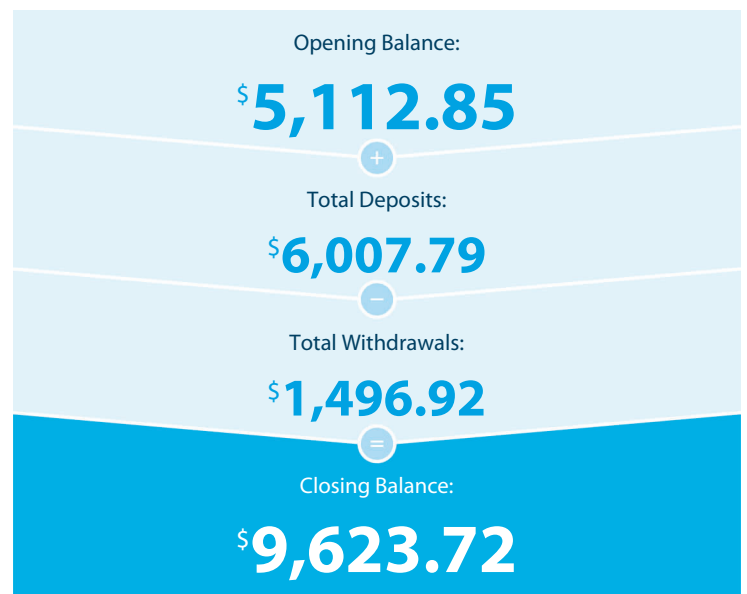 Opening Balance:
$5,112.85
+
Total Deposits:
$6,007.79
−
Total Withdrawals:
$1,496.92
=
Closing Balance:
$9,623.72